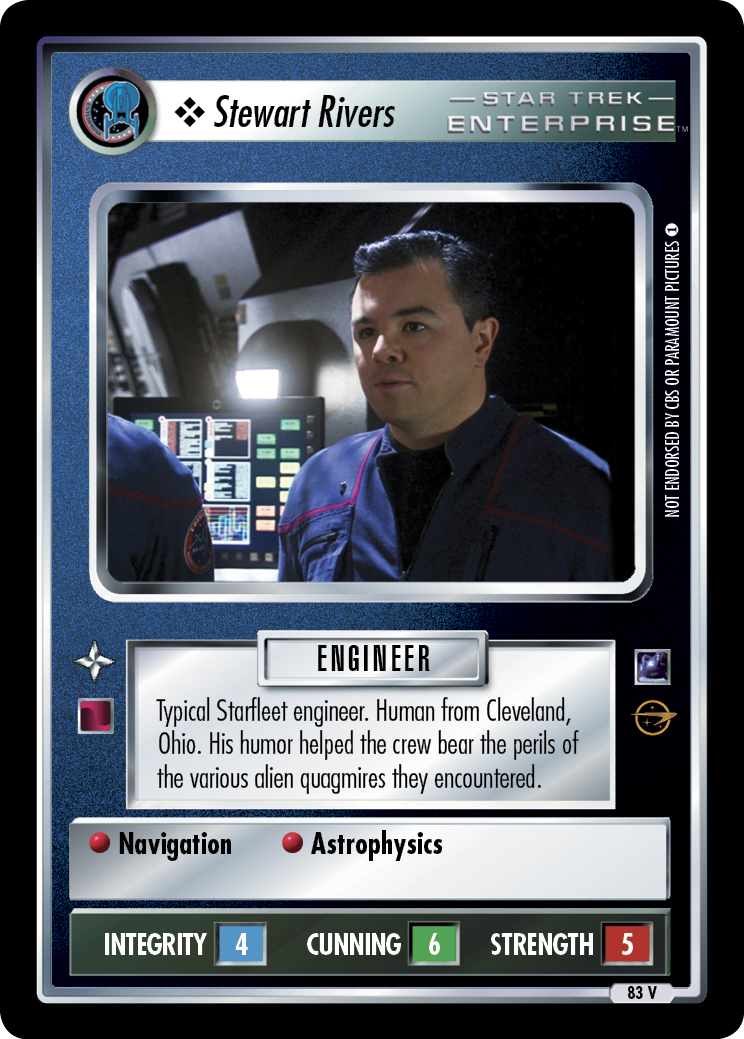 ❖ Stewart Rivers
STAR TREK
ENTERPRISE™
NOT ENDORSED BY CBS OR PARAMOUNT PICTURES 1
ENGINEER
Typical Starfleet engineer. Human from Cleveland,
Ohio. His humor helped the crew bear the perils of
the various alien quagmires they encountered.
Navigation Astrophysics
INTEGRITY 4 CUNNING 6 STRENGTH 5
83 V